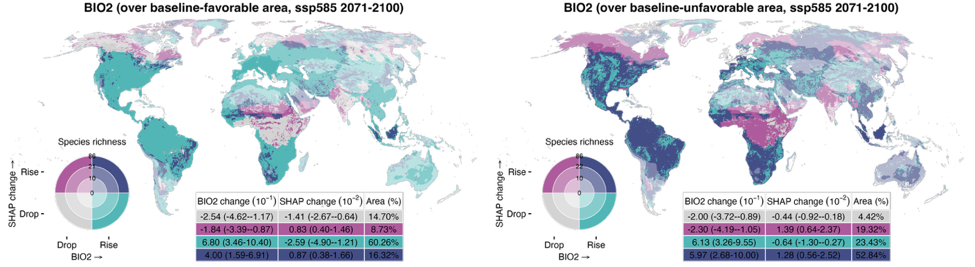 BIO2 (over baseline-favorable area, ssp585 2071-2100)
Species richness
86
21
10
0
SHAP change →
Rise
Drop
Drop
Rise
BIO2 →
BIO2 change (10⁻¹) SHAP change (10⁻²) Area (%)
-2.54 (-4.62--1.17) -1.41 (-2.67--0.64) 14.70%
-1.84 (-3.39--0.87) 0.83 (0.40-1.46) 8.73%
6.80 (3.46-10.40) -2.59 (-4.90--1.21) 60.26%
4.00 (1.59-6.91) 0.87 (0.38-1.66) 16.32%
BIO2 (over baseline-unfavorable area, ssp585 2071-2100)
Species richness
86
21
10
0
SHAP change →
Rise
Drop
Drop
Rise
BIO2 →
BIO2 change (10⁻¹) SHAP change (10⁻²) Area (%)
-2.00 (-3.72--0.89) -0.44 (-0.92--0.18) 4.42%
-2.30 (-4.19--1.05) 1.39 (0.64-2.37) 19.32%
6.13 (3.26-9.55) -0.64 (-1.30--0.27) 23.43%
5.97 (2.68-10.00) 1.28 (0.56-2.52) 52.84%